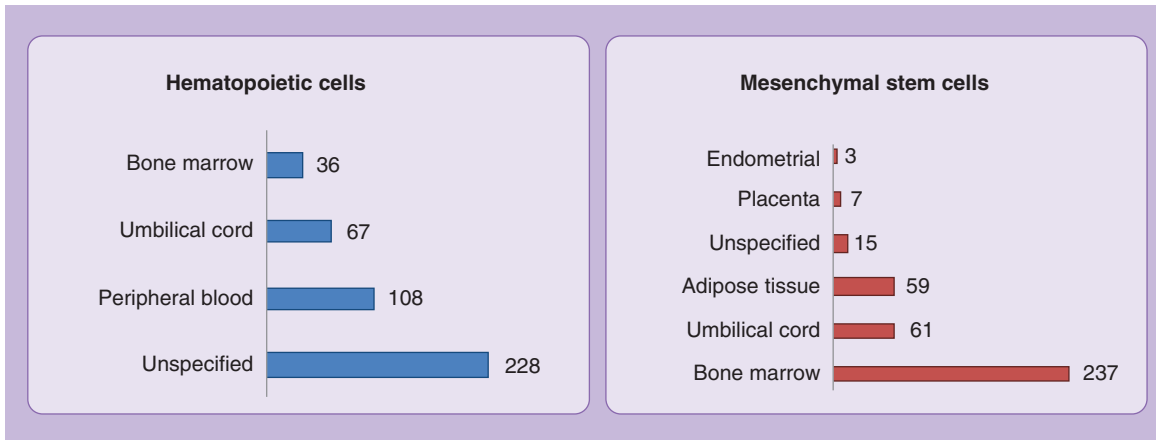 Hematopoietic cells
Bone marrow 36
Umbilical cord 67
Peripheral blood 108
Unspecified 228
Mesenchymal stem cells
Endometrial 3
Placenta 7
Unspecified 15
Adipose tissue 59
Umbilical cord 61
Bone marrow 237